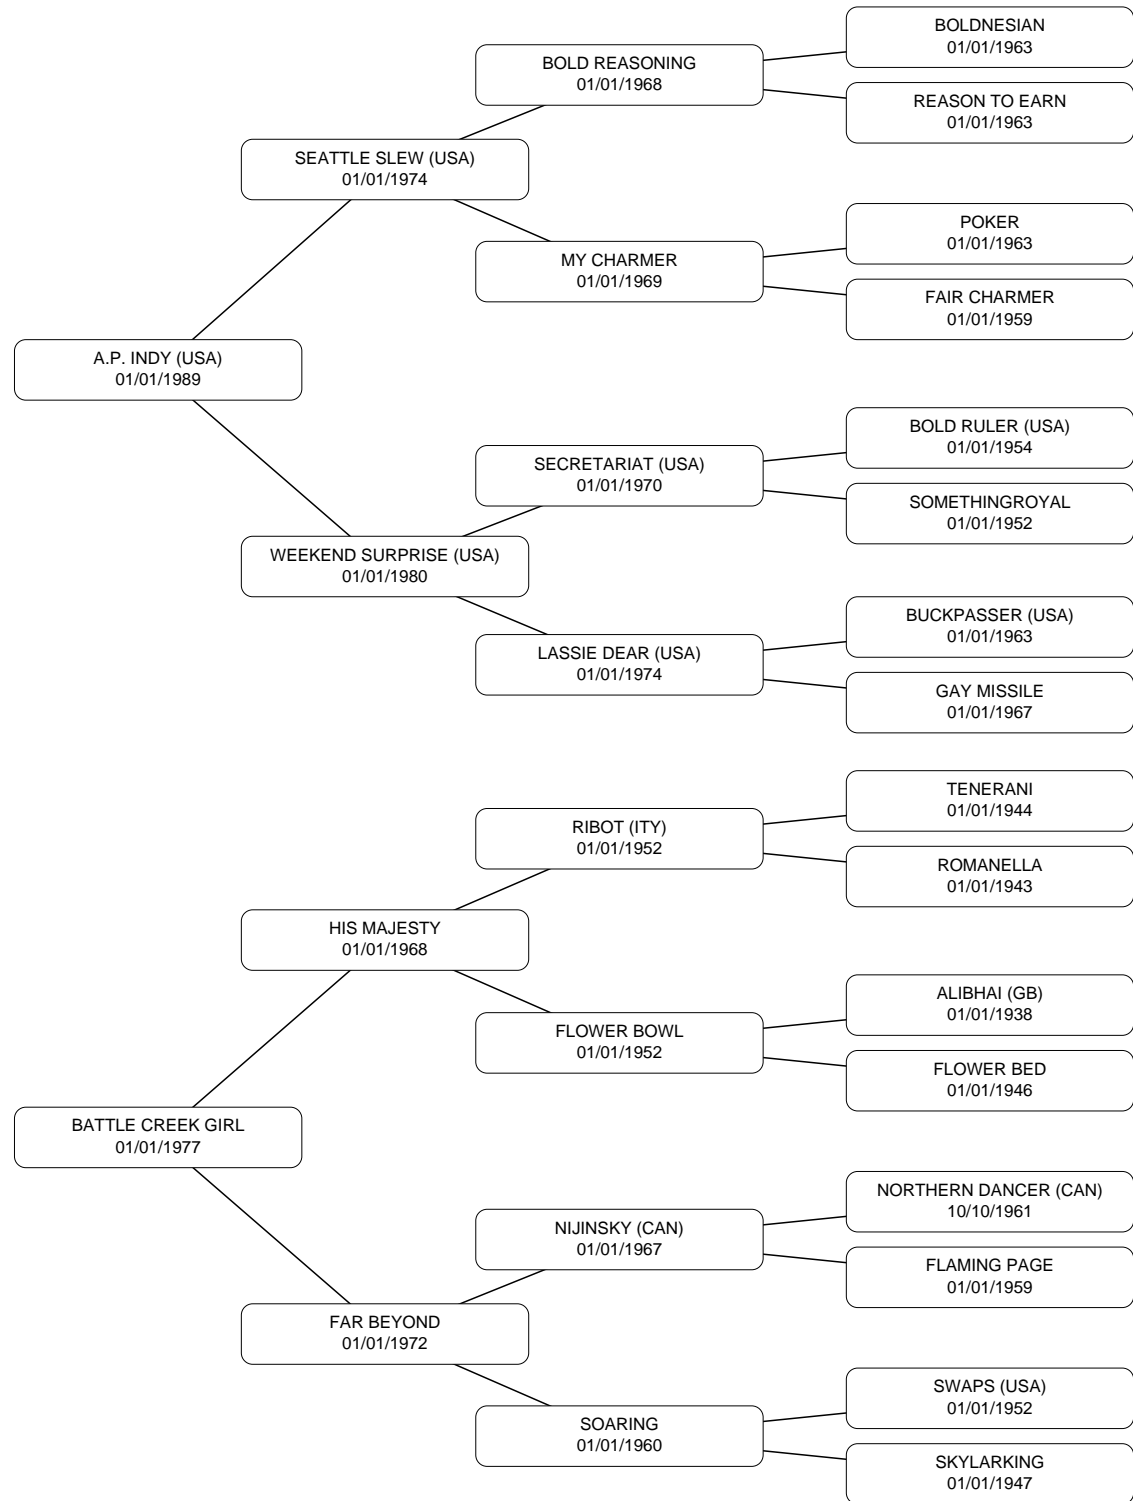 BOLDNESIAN
01/01/1963
BOLD REASONING
01/01/1968
REASON TO EARN
01/01/1963
SEATTLE SLEW (USA)
01/01/1974
POKER
01/01/1963
MY CHARMER
01/01/1969
FAIR CHARMER
01/01/1959
A.P. INDY (USA)
01/01/1989
BOLD RULER (USA)
01/01/1954
SECRETARIAT (USA)
01/01/1970
SOMETHINGROYAL
01/01/1952
WEEKEND SURPRISE (USA)
01/01/1980
BUCKPASSER (USA)
01/01/1963
LASSIE DEAR (USA)
01/01/1974
GAY MISSILE
01/01/1967
TENERANI
01/01/1944
RIBOT (ITY)
01/01/1952
ROMANELLA
01/01/1943
HIS MAJESTY
01/01/1968
ALIBHAI (GB)
01/01/1938
FLOWER BOWL
01/01/1952
FLOWER BED
01/01/1946
BATTLE CREEK GIRL
01/01/1977
NORTHERN DANCER (CAN)
10/10/1961
NIJINSKY (CAN)
01/01/1967
FLAMING PAGE
01/01/1959
FAR BEYOND
01/01/1972
SWAPS (USA)
01/01/1952
SOARING
01/01/1960
SKYLARKING
01/01/1947